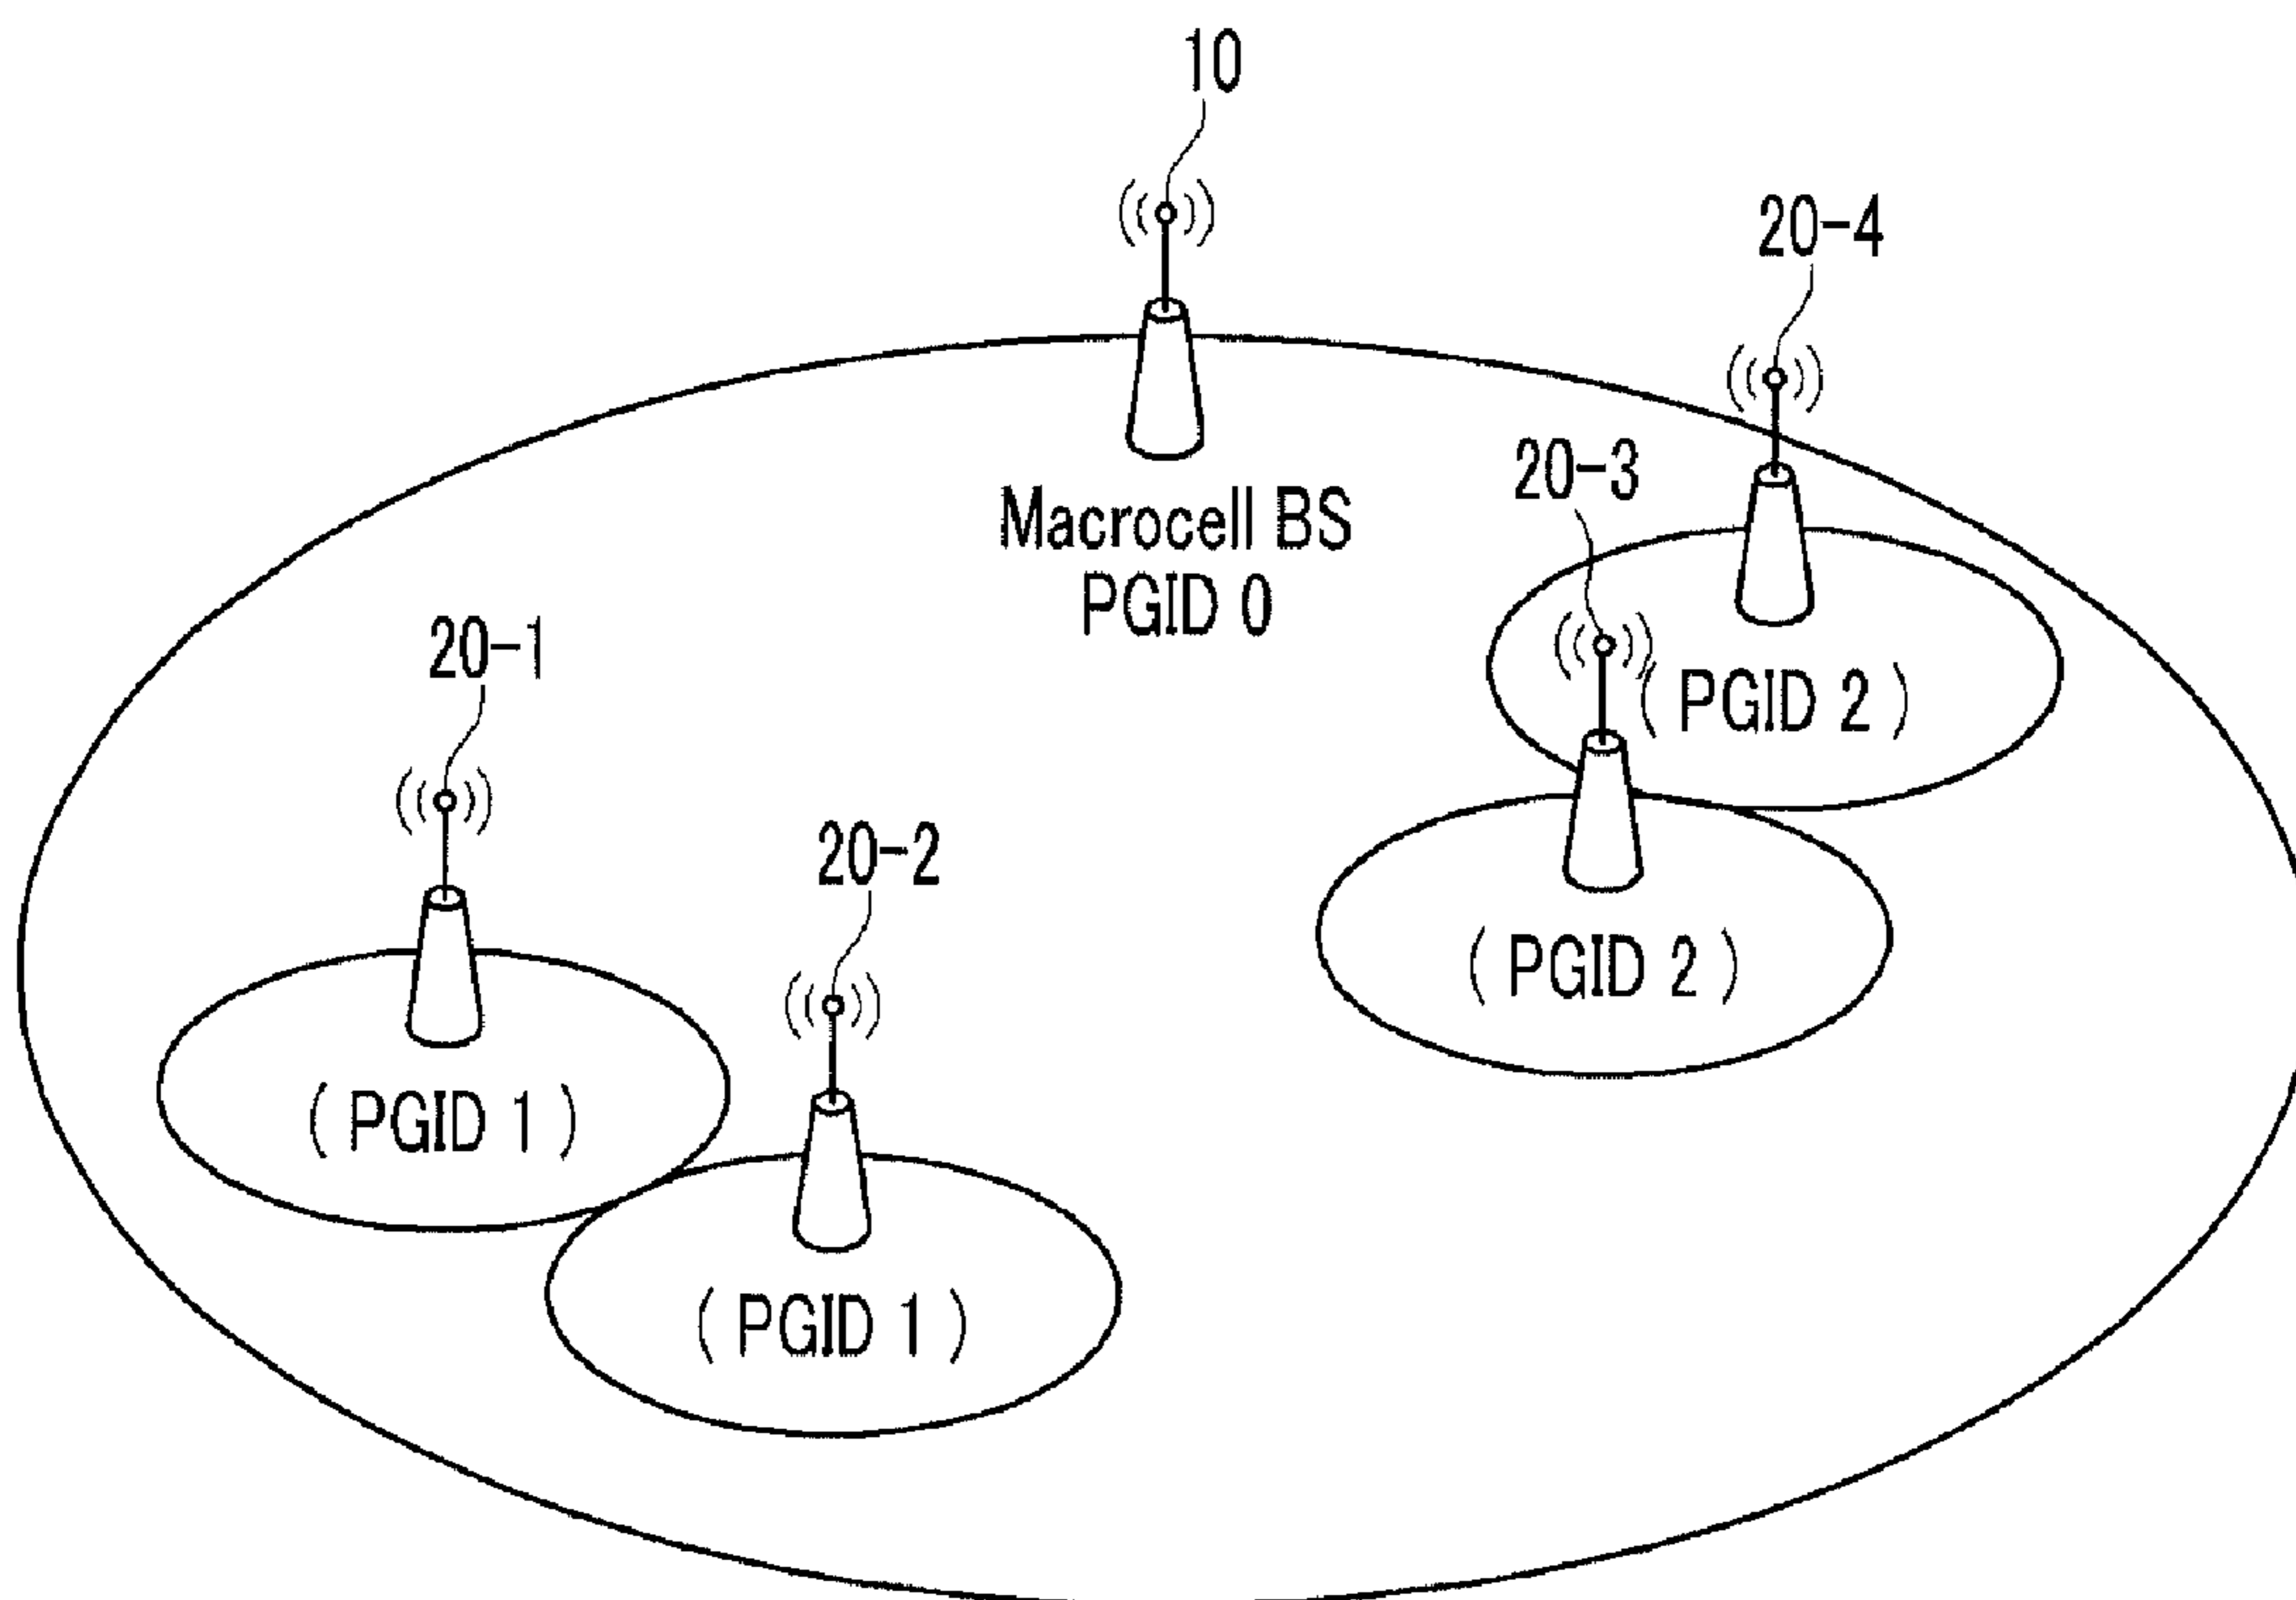 10
20-4
20-3
Macrocell BS
PGID 0
20-1
( PGID 2 )
20-2
( PGID 2 )
( PGID 1 )
( PGID 1 )